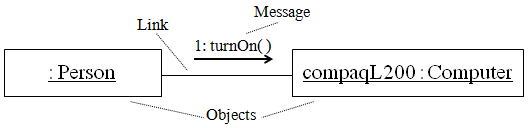 Message
Link
1: turnOn( )
: Person
compaqL200 : Computer
Objects